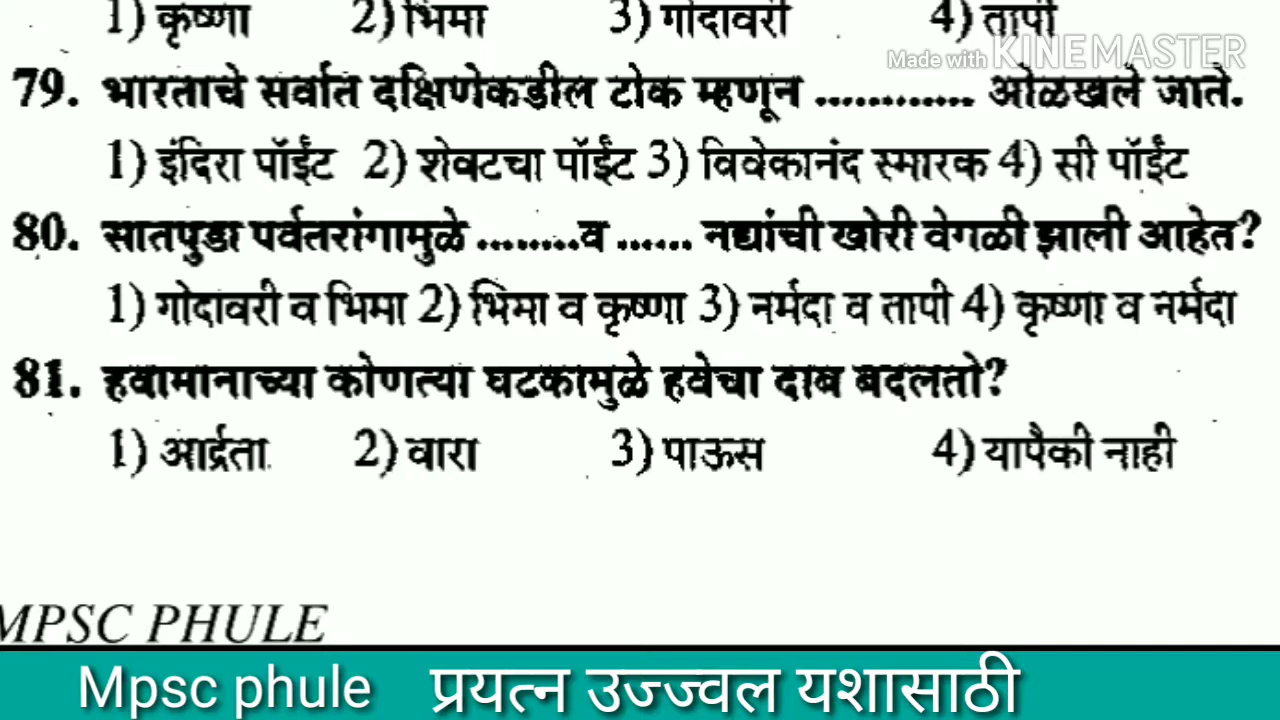 1) कृष्णा 2) भिमा 3) गोदावरी 4) तापी
Made with KINEMASTER
79. भारताचे सर्वात दक्षिणेकडील टोक म्हणून ............ ओळखले जाते.
1) इंदिरा पॉईंट 2) शेवटचा पॉईंट 3) विवेकानंद स्मारक 4) सी पॉईंट
80. सातपुडा पर्वतरांगामुळे ........व ...... नद्यांची खोरी वेगळी झाली आहेत?
1) गोदावरी व भिमा 2) भिमा व कृष्णा 3) नर्मदा व तापी 4) कृष्णा व नर्मदा
81. हवामानाच्या कोणत्या घटकामुळे हवेचा दाब बदलतो?
1) आर्द्रता 2) वारा 3) पाऊस 4) यापैकी नाही
MPSC PHULE
Mpsc phule प्रयत्न उज्ज्वल यशासाठी